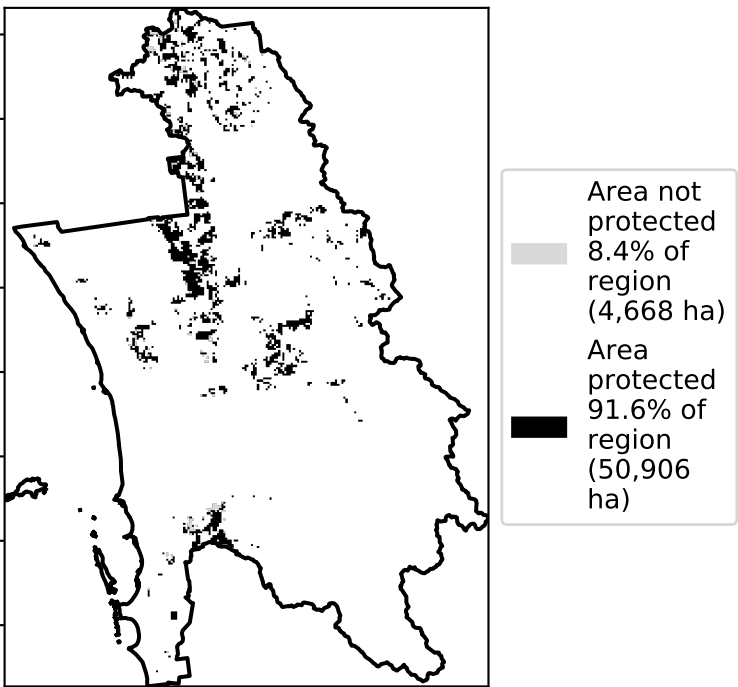 Area not
protected
8.4% of
region
(4,668 ha)
Area
protected
91.6% of
region
(50,906
ha)